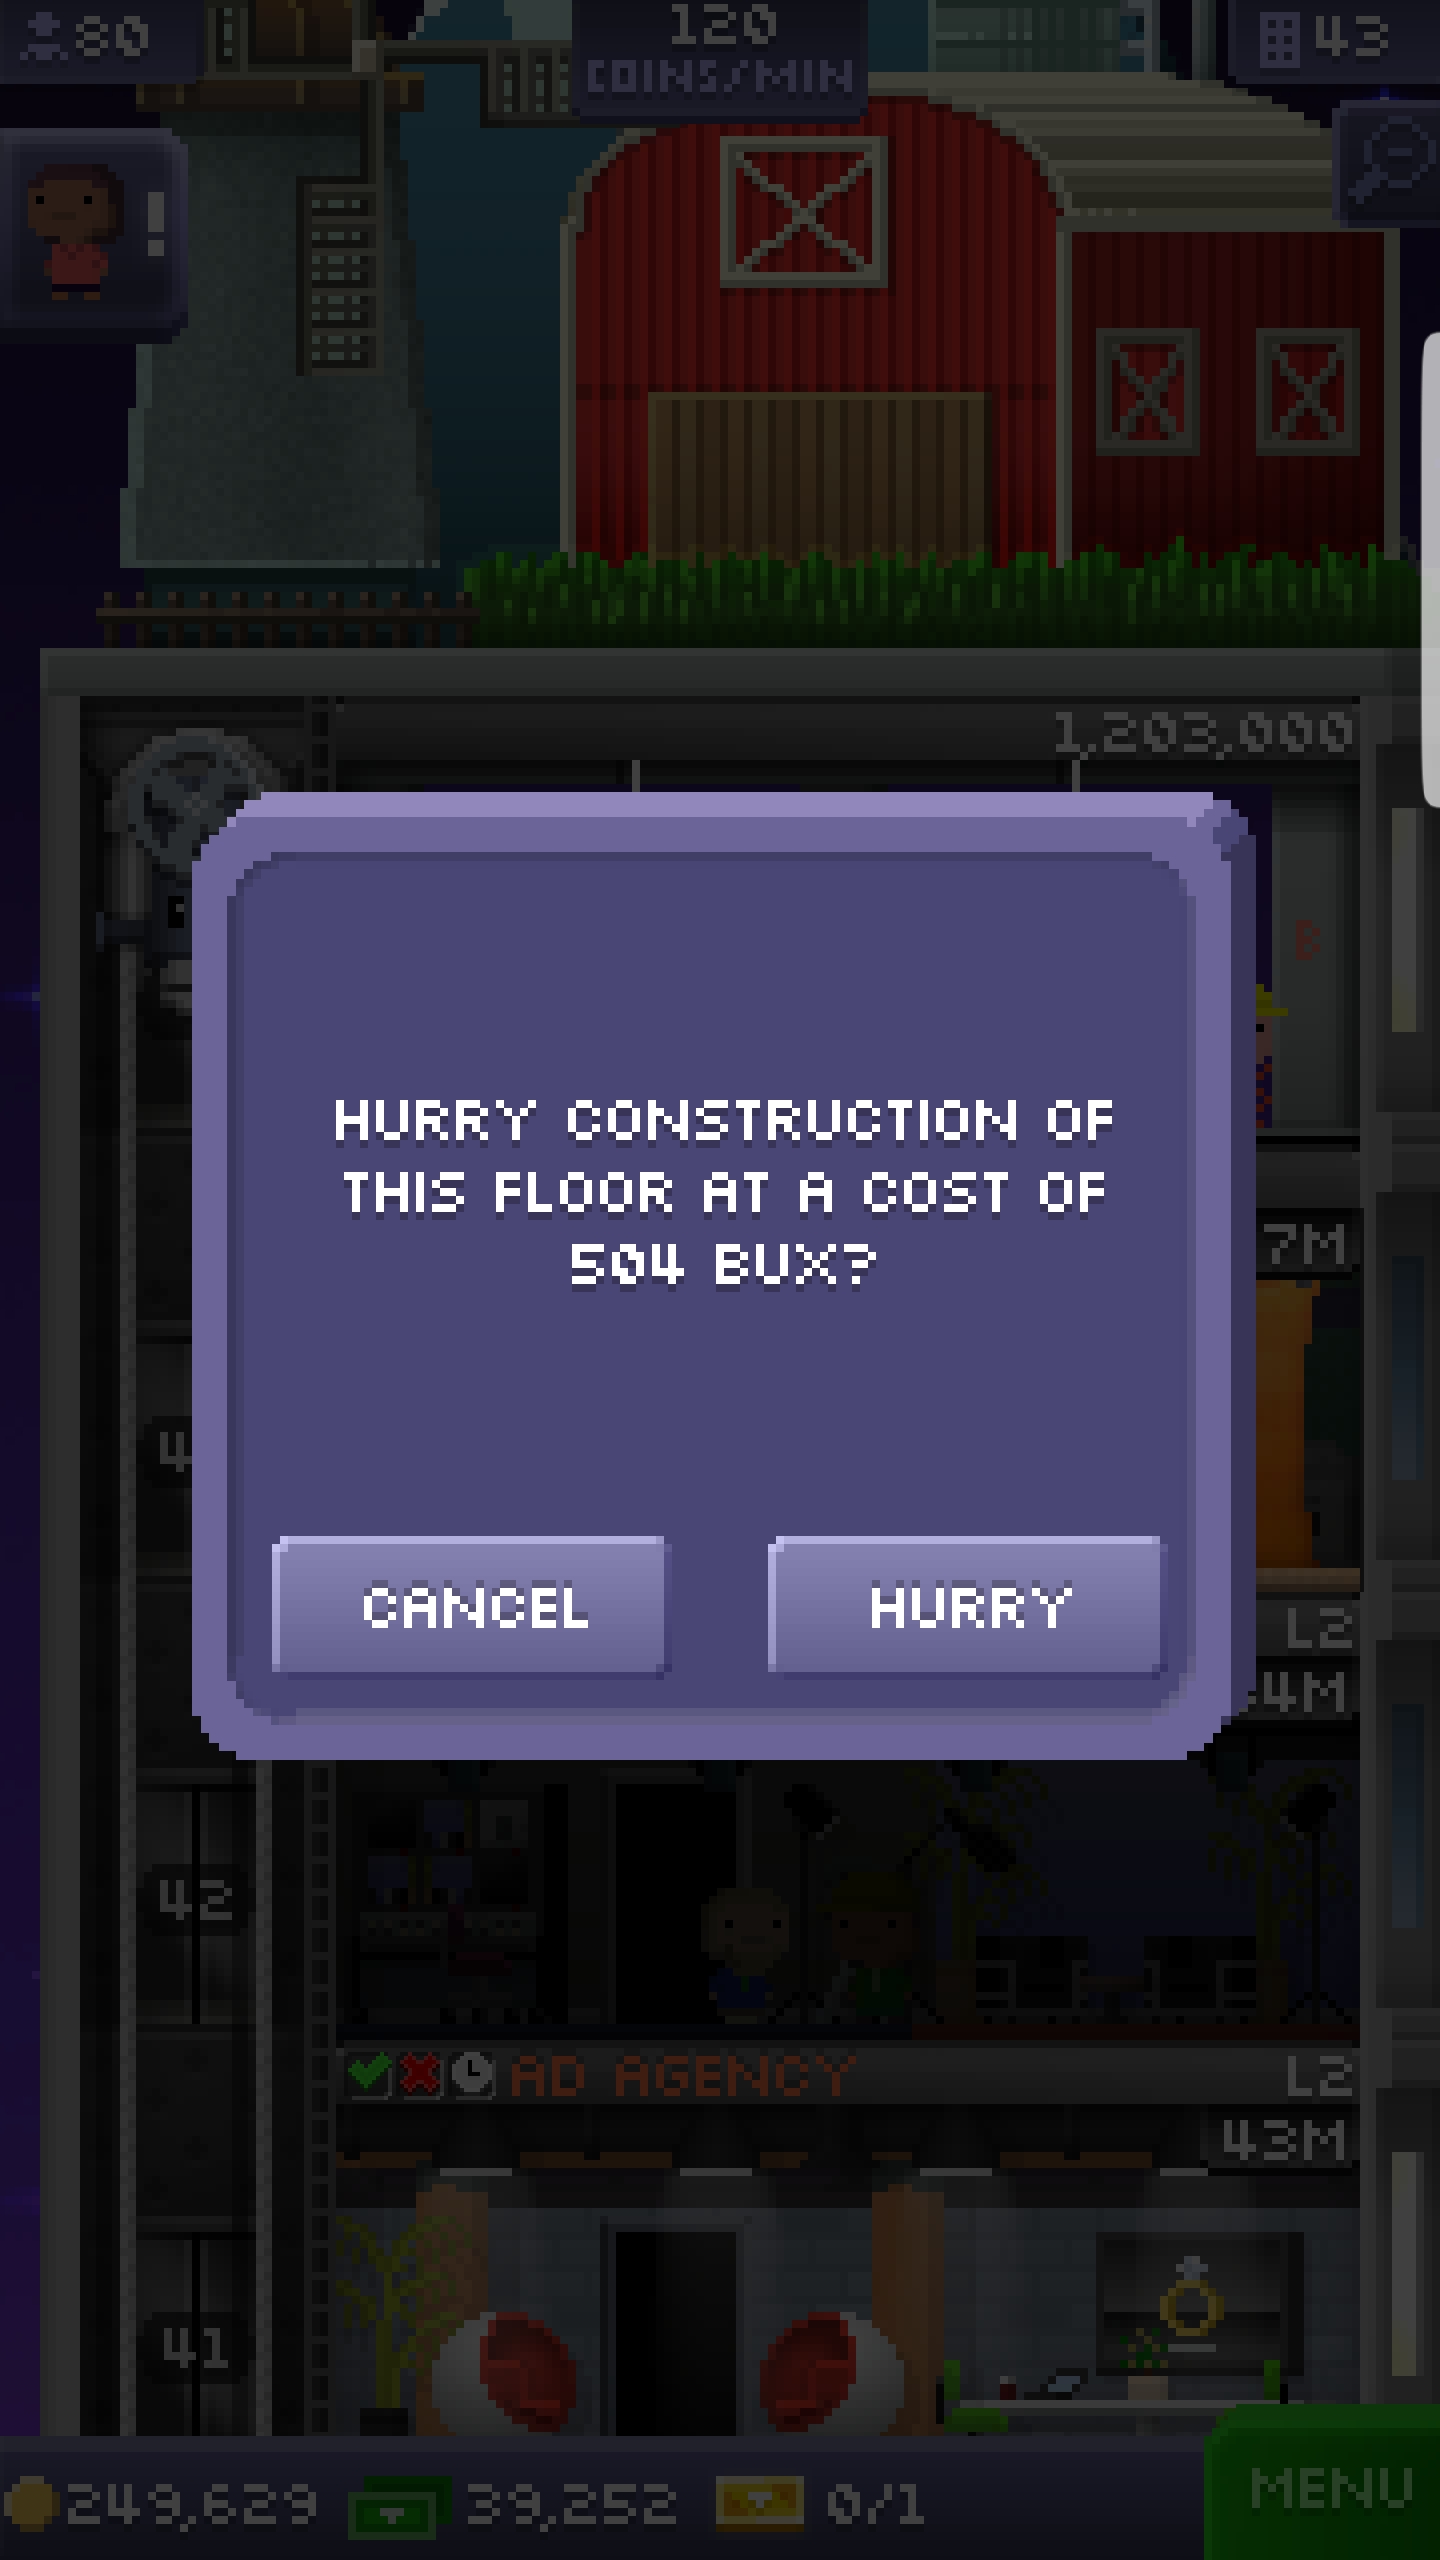 80
120
COINS/MIN
43
!
1,203,000
B
7M
HURRY CONSTRUCTION OF
THIS FLOOR AT A COST OF
504 BUX?
CANCEL
HURRY
L2
4M
42
AD AGENCY
L2
43M
41
249,629
39,252
0/1
MENU